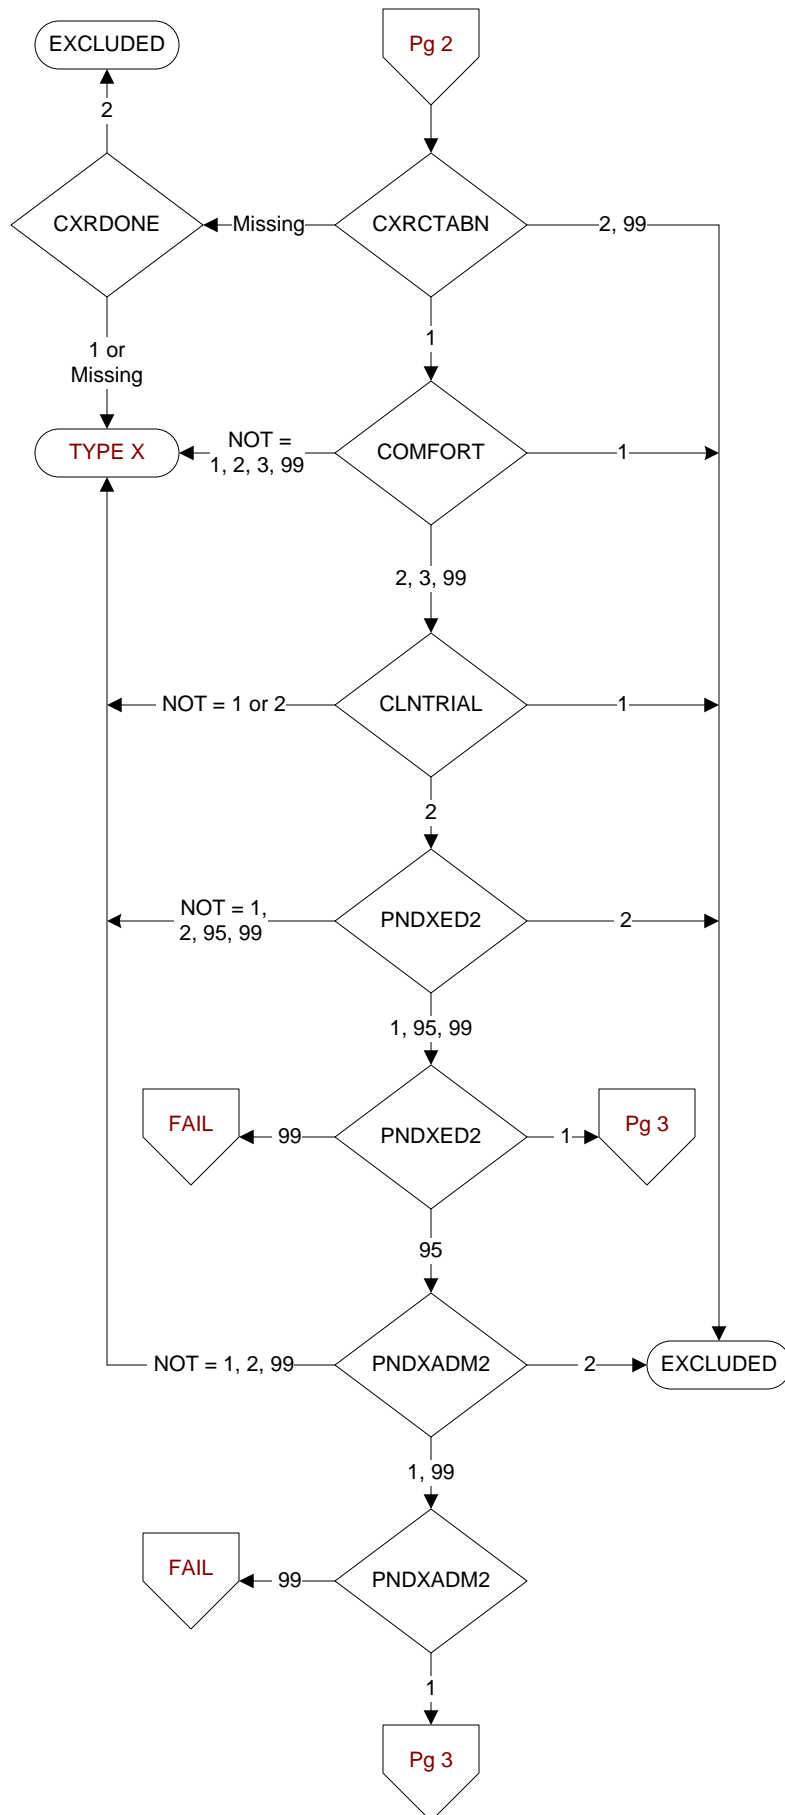 EXCLUDED
Pg 2
2
CXRDONE
Missing
CXRCTABN
2, 99
1 or
Missing
1
TYPE X
NOT =
1, 2, 3, 99
COMFORT
1
2, 3, 99
NOT = 1 or 2
CLNTRIAL
1
2
NOT = 1,
2, 95, 99
PNDXED2
2
1, 95, 99
FAIL
99
PNDXED2
1
Pg 3
95
NOT = 1, 2, 99
PNDXADM2
2
EXCLUDED
1, 99
FAIL
99
PNDXADM2
1
Pg 3